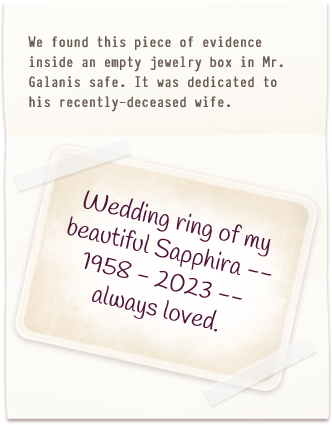 We found this piece of evidence
inside an empty jewelry box in Mr.
Galanis safe. It was dedicated to
his recently-deceased wife.
Wedding ring of my
beautiful Sapphira --
1958 - 2023 --
always loved.